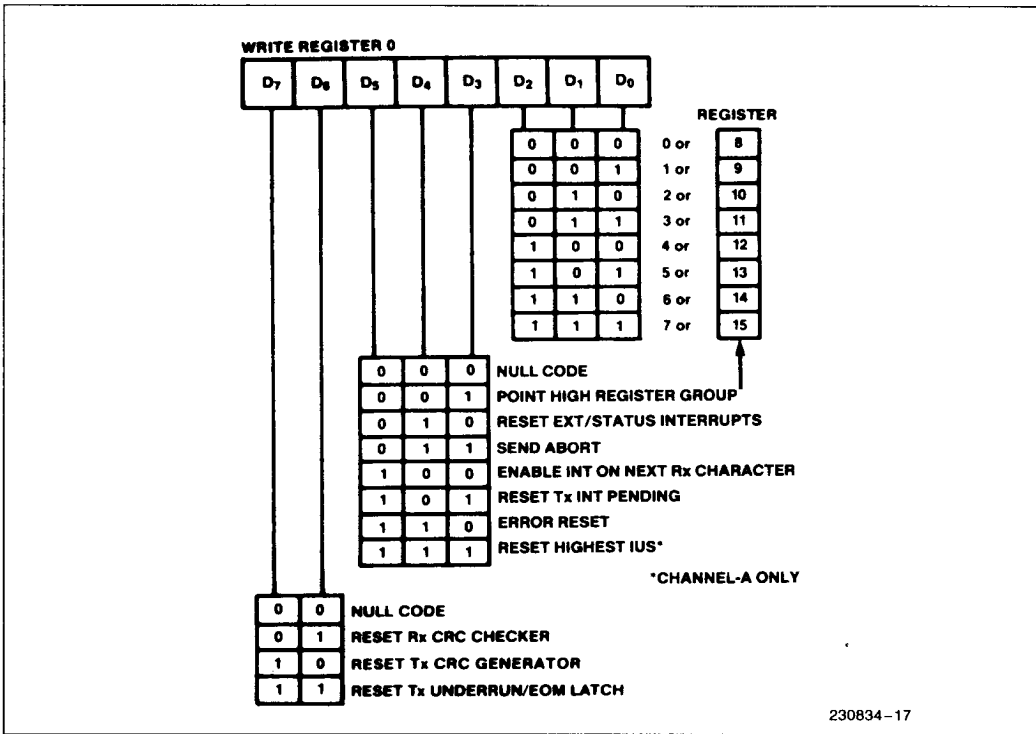 WRITE REGISTER 0
D7 D6 D5 D4 D3 D2 D1 D0
REGISTER
0 0 0 0 or 8
0 0 1 1 or 9
0 1 0 2 or 10
0 1 1 3 or 11
1 0 0 4 or 12
1 0 1 5 or 13
1 1 0 6 or 14
1 1 1 7 or 15
0 0 0 NULL CODE
0 0 1 POINT HIGH REGISTER GROUP
0 1 0 RESET EXT/STATUS INTERRUPTS
0 1 1 SEND ABORT
1 0 0 ENABLE INT ON NEXT Rx CHARACTER
1 0 1 RESET Tx INT PENDING
1 1 0 ERROR RESET
1 1 1 RESET HIGHEST IUS*
*CHANNEL-A ONLY
0 0 NULL CODE
0 1 RESET Rx CRC CHECKER
1 0 RESET Tx CRC GENERATOR
1 1 RESET Tx UNDERRUN/EOM LATCH
230834-17